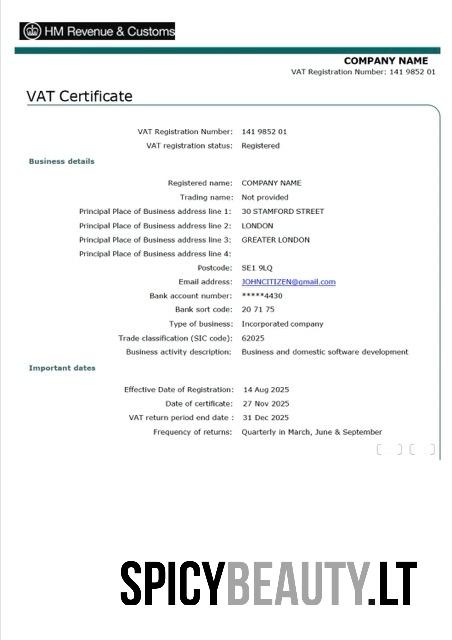 HM Revenue & Customs
COMPANY NAME
VAT Registration Number: 141 9852 01
VAT Certificate
VAT Registration Number: 141 9852 01
VAT registration status: Registered
Business details
Registered name: COMPANY NAME
Trading name: Not provided
Principal Place of Business address line 1: 30 STAMFORD STREET
Principal Place of Business address line 2: LONDON
Principal Place of Business address line 3: GREATER LONDON
Principal Place of Business address line 4:
Postcode: SE1 9LQ
Email address: JOHNCITIZEN@gmail.com
Bank account number: *****4430
Bank sort code: 20 71 75
Type of business: Incorporated company
Trade classification (SIC code): 62025
Business activity description: Business and domestic software development
Important dates
Effective Date of Registration: 14 Aug 2025
Date of certificate: 27 Nov 2025
VAT return period end date : 31 Dec 2025
Frequency of returns: Quarterly in March, June & September
SPICYBEAUTY.LT